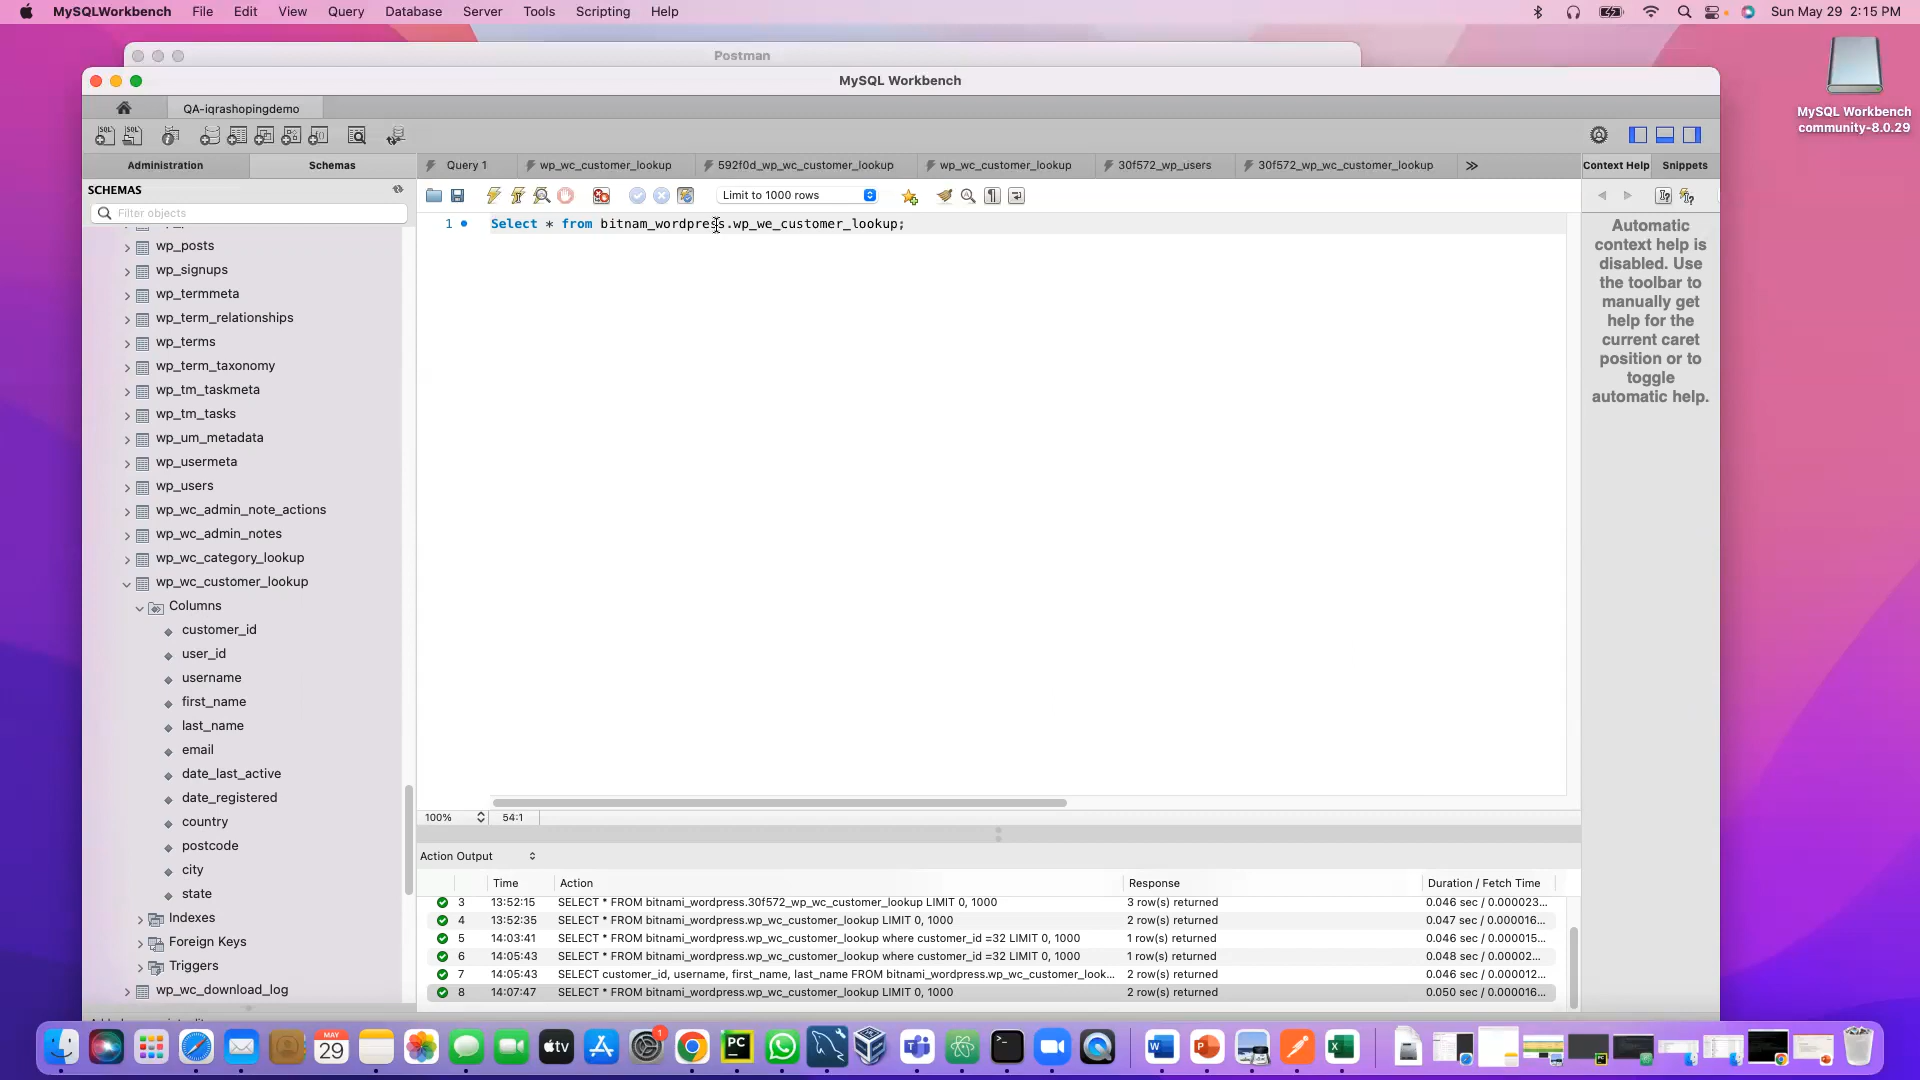 MySQLWorkbench File Edit View Query Database Server Tools Scripting Help Sun May 29 2:15 PM
Postman
MySQL Workbench
MySQL Workbench
community-8.0.29
QA-iqrashopingdemo
Administration Schemas
Query 1 wp_wc_customer_lookup 592f0d_wp_wc_customer_lookup wp_wc_customer_lookup 30f572_wp_users 30f572_wp_wc_customer_lookup
Context Help Snippets
SCHEMAS
Filter objects
Limit to 1000 rows
1 Select * from bitnam_wordpress.wp_we_customer_lookup;
wp_posts
wp_signups
wp_termmeta
wp_term_relationships
wp_terms
wp_term_taxonomy
wp_tm_taskmeta
wp_tm_tasks
wp_um_metadata
wp_usermeta
wp_users
wp_wc_admin_note_actions
wp_wc_admin_notes
wp_wc_category_lookup
wp_wc_customer_lookup
Columns
customer_id
user_id
username
first_name
last_name
email
date_last_active
date_registered
country
postcode
city
state
Indexes
Foreign Keys
Triggers
wp_wc_download_log
Automatic
context help is
disabled. Use
the toolbar to
manually get
help for the
current caret
position or to
toggle
automatic help.
100% 54:1
Action Output
Time Action Response Duration / Fetch Time
3 13:52:15 SELECT * FROM bitnami_wordpress.30f572_wp_wc_customer_lookup LIMIT 0, 1000 3 row(s) returned 0.046 sec / 0.000023...
4 13:52:35 SELECT * FROM bitnami_wordpress.wp_wc_customer_lookup LIMIT 0, 1000 2 row(s) returned 0.047 sec / 0.000016...
5 14:03:41 SELECT * FROM bitnami_wordpress.wp_wc_customer_lookup where customer_id =32 LIMIT 0, 1000 1 row(s) returned 0.046 sec / 0.000015...
6 14:05:43 SELECT * FROM bitnami_wordpress.wp_wc_customer_lookup where customer_id =32 LIMIT 0, 1000 1 row(s) returned 0.048 sec / 0.00002...
7 14:05:43 SELECT customer_id, username, first_name, last_name FROM bitnami_wordpress.wp_wc_customer_look... 2 row(s) returned 0.046 sec / 0.000012...
8 14:07:47 SELECT * FROM bitnami_wordpress.wp_wc_customer_lookup LIMIT 0, 1000 2 row(s) returned 0.050 sec / 0.000016...
MAY
29
tv
1
PC